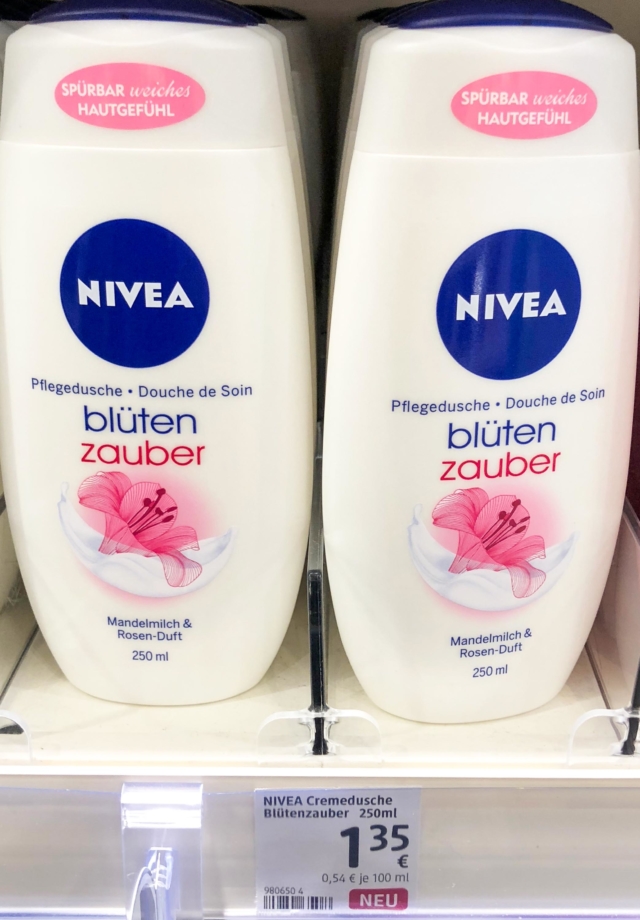 SPÜRBAR weiches
HAUTGEFÜHL
NIVEA
Pflegedusche • Douche de Soin
blüten
zauber
Mandelmilch &
Rosen-Duft
250 ml
SPÜRBAR weiches
HAUTGEFÜHL
NIVEA
Pflegedusche • Douche de Soin
blüten
zauber
Mandelmilch &
Rosen-Duft
250 ml
NIVEA Cremedusche
Blütenzauber 250ml
1 35
€
0,54 € je 100 ml
980650 4
NEU